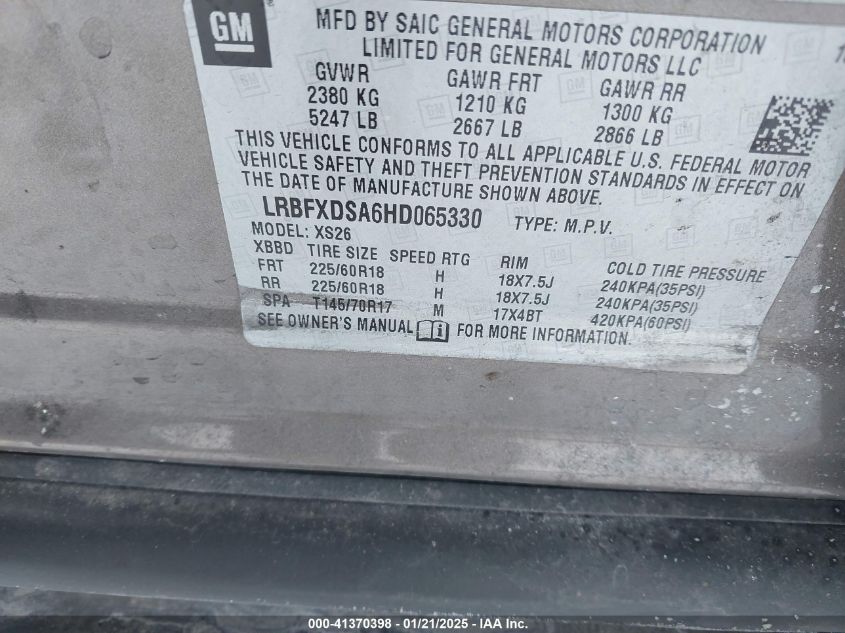 GM
MFD BY SAIC GENERAL MOTORS CORPORATION
LIMITED FOR GENERAL MOTORS LLC
GVWR GAWR FRT GAWR RR
2380 KG 1210 KG 1300 KG
5247 LB 2667 LB 2866 LB
THIS VEHICLE CONFORMS TO ALL APPLICABLE U.S. FEDERAL MOTOR
VEHICLE SAFETY AND THEFT PREVENTION STANDARDS IN EFFECT ON
THE DATE OF MANUFACTURE SHOWN ABOVE.
LRBFXDSA6HD065330 TYPE: M.P.V.
MODEL: XS26
XBBD TIRE SIZE SPEED RTG RIM COLD TIRE PRESSURE
FRT 225/60R18 H 18X7.5J 240KPA(35PSI)
RR 225/60R18 H 18X7.5J 240KPA(35PSI)
SPA T145/70R17 M 17X4BT 420KPA(60PSI)
SEE OWNER'S MANUAL FOR MORE INFORMATION.
000-41370398 - 01/21/2025 - IAA Inc.